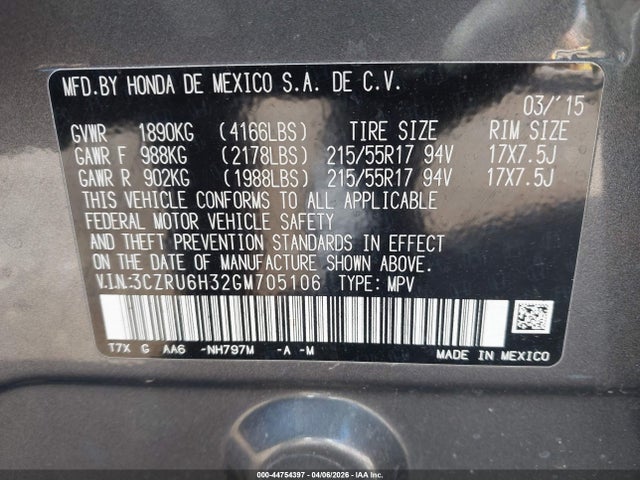 MFD.BY HONDA DE MEXICO S.A. DE C.V.
03/'15
GVWR 1890KG (4166LBS) TIRE SIZE RIM SIZE
GAWR F 988KG (2178LBS) 215/55R17 94V 17X7.5J
GAWR R 902KG (1988LBS) 215/55R17 94V 17X7.5J
THIS VEHICLE CONFORMS TO ALL APPLICABLE
FEDERAL MOTOR VEHICLE SAFETY
AND THEFT PREVENTION STANDARDS IN EFFECT
ON THE DATE OF MANUFACTURE SHOWN ABOVE.
V.I.N:3CZRU6H32GM705106 TYPE: MPV
T7X G AA6 -NH797M -A -M
MADE IN MEXICO
000-44754397 - 04/06/2026 - IAA Inc.